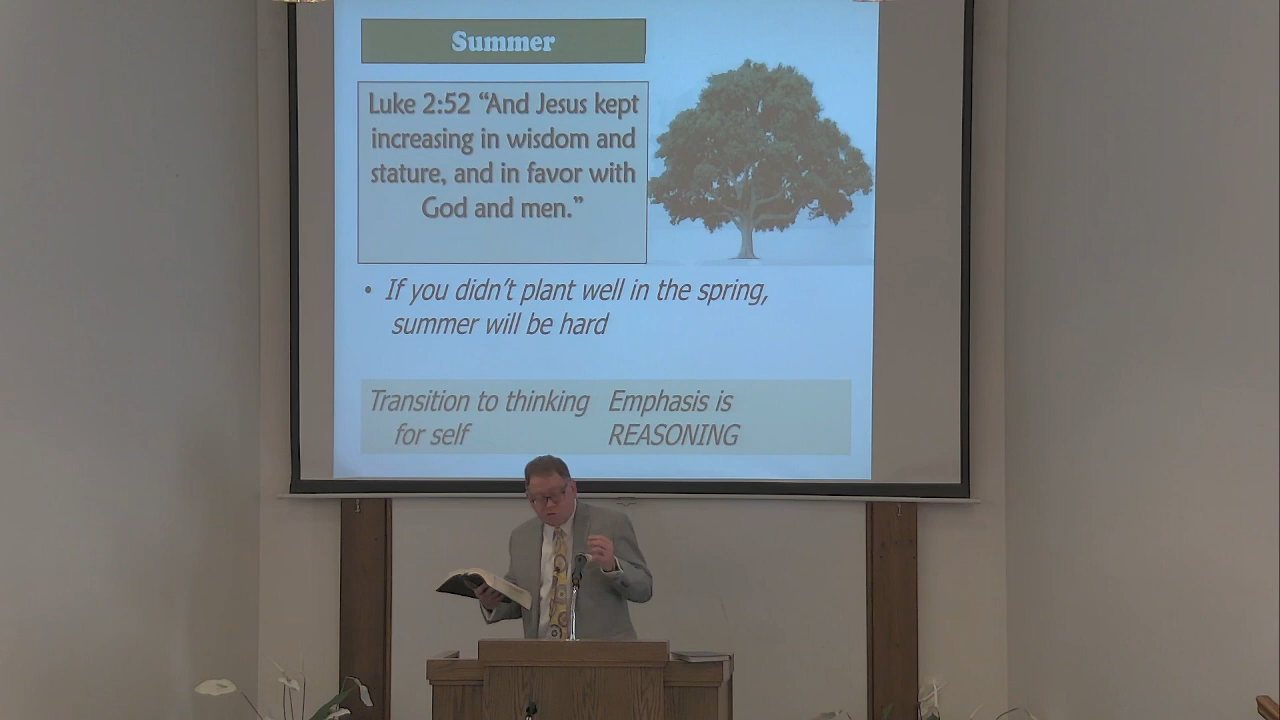 Summer
Luke 2:52 “And Jesus kept
increasing in wisdom and
stature, and in favor with
God and men.”
• If you didn’t plant well in the spring,
summer will be hard
Transition to thinking Emphasis is
for self REASONING